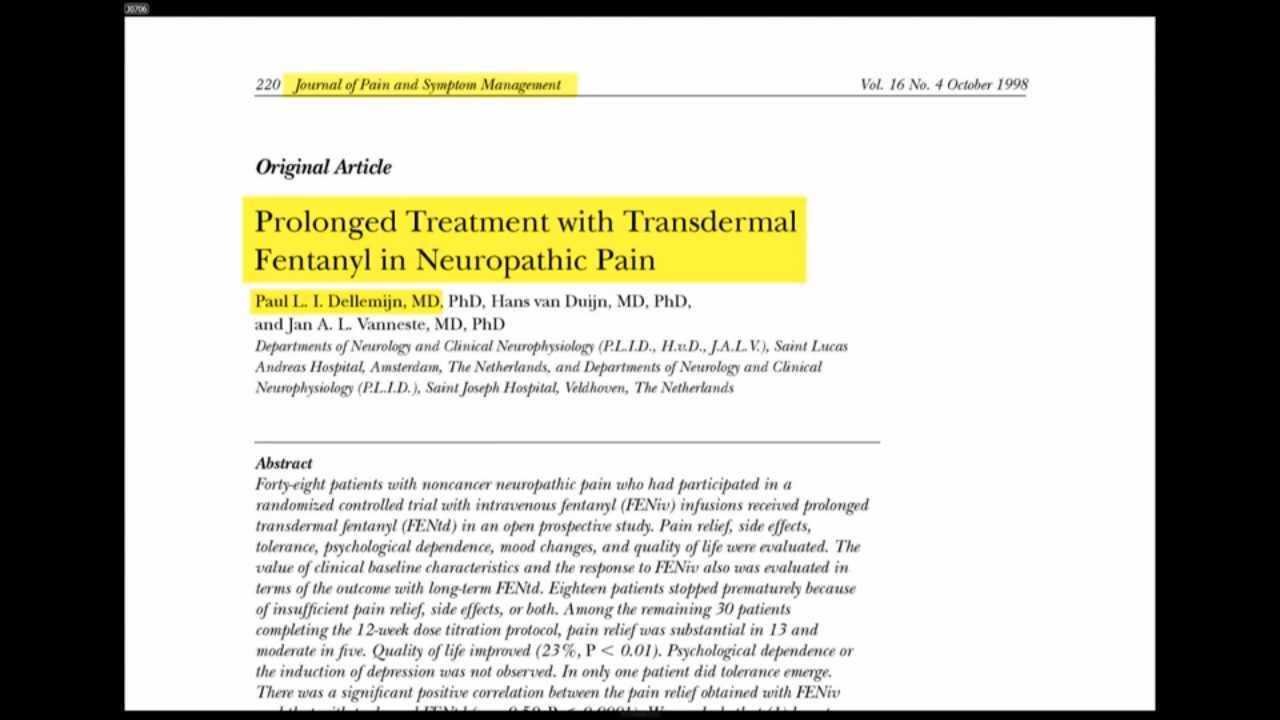 J0706
220 Journal of Pain and Symptom Management Vol. 16 No. 4 October 1998
Original Article
Prolonged Treatment with Transdermal
Fentanyl in Neuropathic Pain
Paul L. I. Dellemijn, MD, PhD, Hans van Duijn, MD, PhD,
and Jan A. L. Vanneste, MD, PhD
Departments of Neurology and Clinical Neurophysiology (P.L.I.D., H.v.D., J.A.L.V.), Saint Lucas
Andreas Hospital, Amsterdam, The Netherlands, and Departments of Neurology and Clinical
Neurophysiology (P.L.I.D.), Saint Joseph Hospital, Veldhoven, The Netherlands
Abstract
Forty-eight patients with noncancer neuropathic pain who had participated in a
randomized controlled trial with intravenous fentanyl (FENiv) infusions received prolonged
transdermal fentanyl (FENtd) in an open prospective study. Pain relief, side effects,
tolerance, psychological dependence, mood changes, and quality of life were evaluated. The
value of clinical baseline characteristics and the response to FENiv also was evaluated in
terms of the outcome with long-term FENtd. Eighteen patients stopped prematurely because
of insufficient pain relief, side effects, or both. Among the remaining 30 patients
completing the 12-week dose titration protocol, pain relief was substantial in 13 and
moderate in five. Quality of life improved (23%, P < 0.01). Psychological dependence or
the induction of depression was not observed. In only one patient did tolerance emerge.
There was a significant positive correlation between the pain relief obtained with FENiv